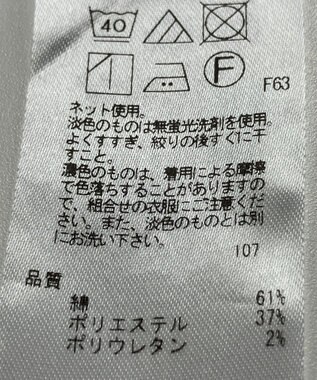 40
F
F63
ネット使用。
淡色のものは無蛍光洗剤を使用。
よくすすぎ、絞りの後すぐに干
すこと。
濃色のものは、着用による摩擦
で色落ちすることがありますの
で、組合せの衣服にご注意くだ
さい。また、淡色のものとは別
にお洗い下さい。
107
品質
綿 61%
ポリエステル 37%
ポリウレタン 2%